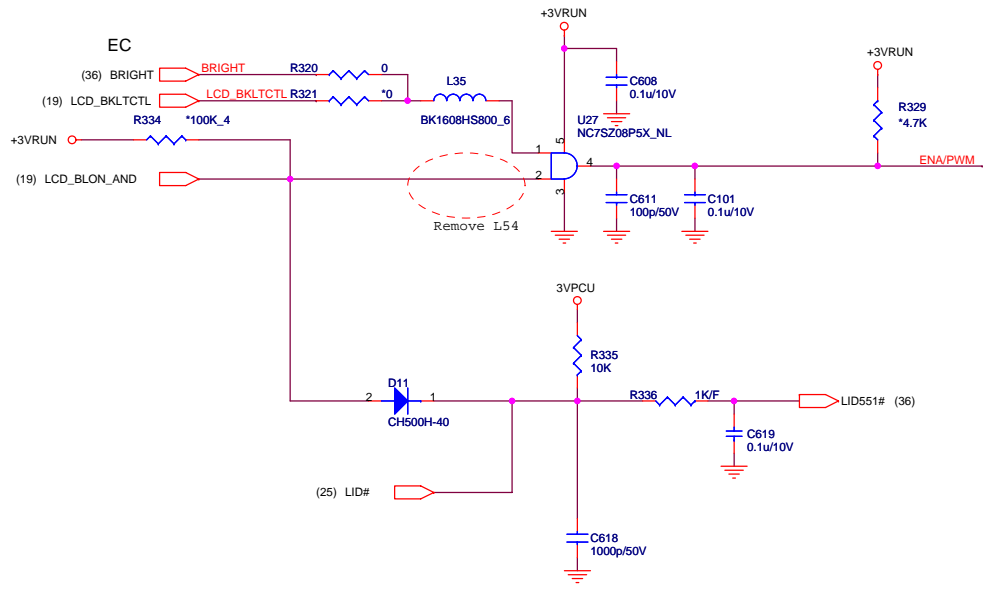 +3VRUN
EC
+3VRUN
(36) BRIGHT
BRIGHT
R320
0
L35
C608
0.1u/10V
(19) LCD_BKLTCTL
LCD_BKLTCTL
R321
*0
BK1608HS800_6
R329
*4.7K
R334
*100K_4
U27
NC7SZ08P5X_NL
+3VRUN
5
1
4
ENA/PWM
(19) LCD_BLON_AND
2
3
C611
100p/50V
C101
0.1u/10V
Remove L54
3VPCU
R335
10K
D11
2
1
CH500H-40
R336
1K/F
LID551# (36)
C619
0.1u/10V
(25) LID#
C618
1000p/50V